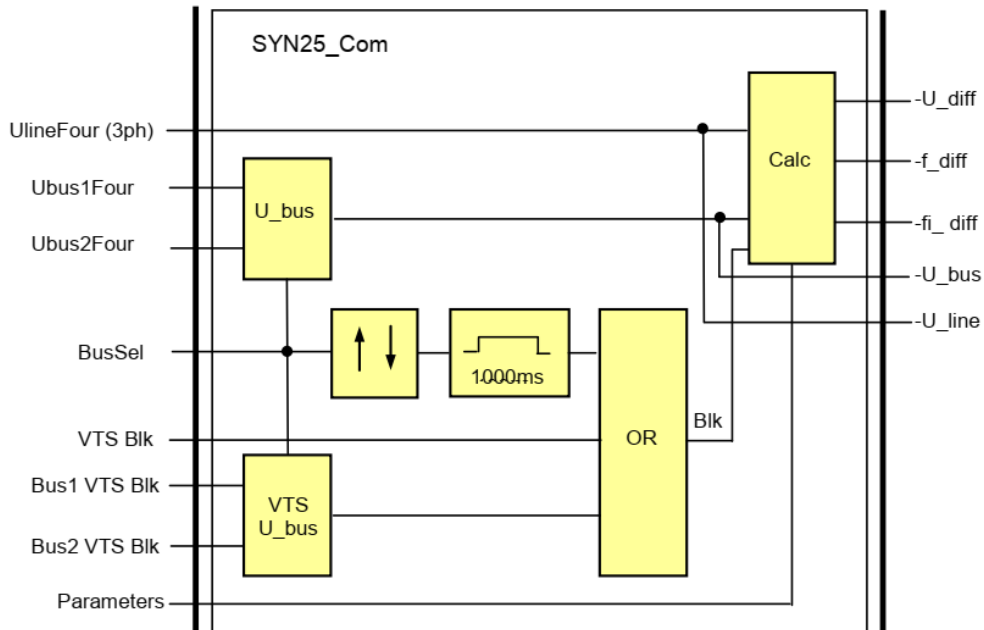 SYN25_Com
UlineFour (3ph)
Ubus1Four
Ubus2Four
BusSel
VTS Blk
Bus1 VTS Blk
Bus2 VTS Blk
Parameters
U_bus
1000ms
VTS
U_bus
OR
Blk
Calc
-U_diff
-f_diff
-fi_ diff
-U_bus
-U_line